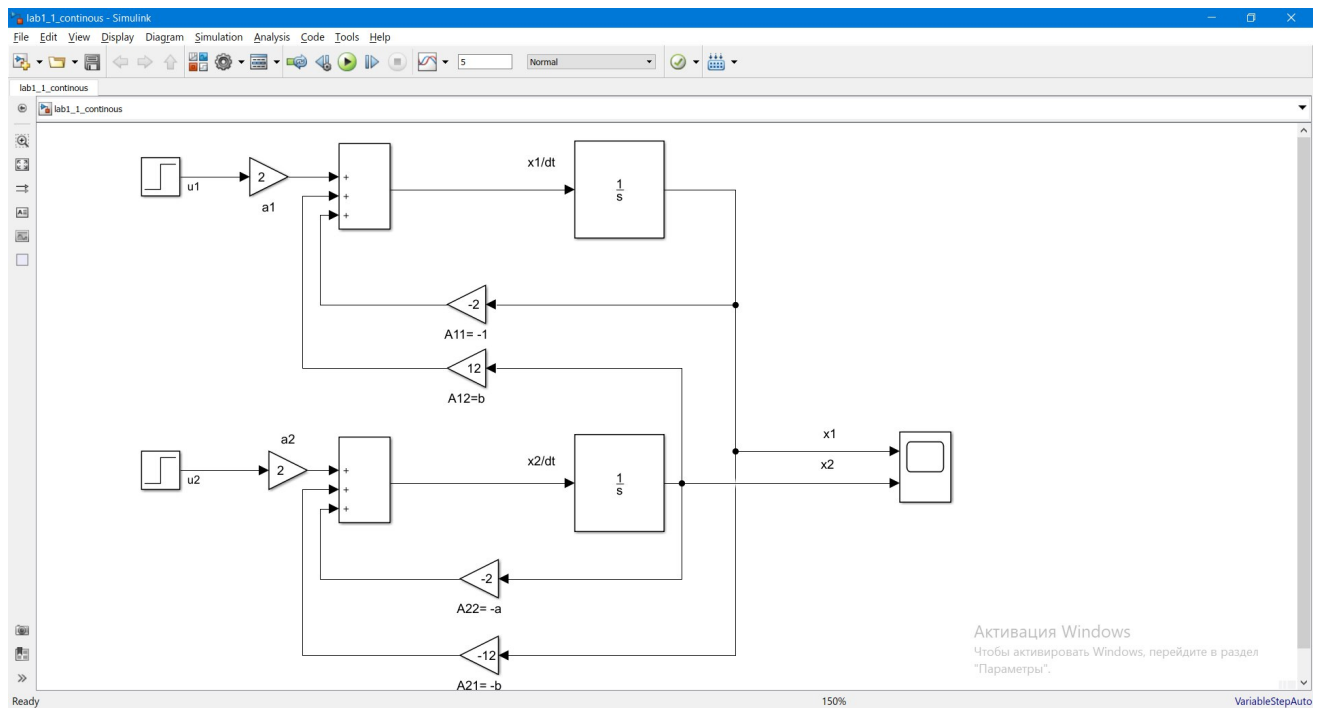 lab1_1_continous - Simulink
File Edit View Display Diagram Simulation Analysis Code Tools Help
5 Normal
lab1_1_continous
lab1_1_continous
x1/dt
u1
2
+
+
+
1
s
a1
-2
A11= -1
12
A12=b
a2
x1
x2/dt
x2
u2
2
+
+
+
1
s
-2
A22= -a
Активация Windows
Чтобы активировать Windows, перейдите в раздел
"Параметры".
-12
A21= -b
Ready 150% VariableStepAuto